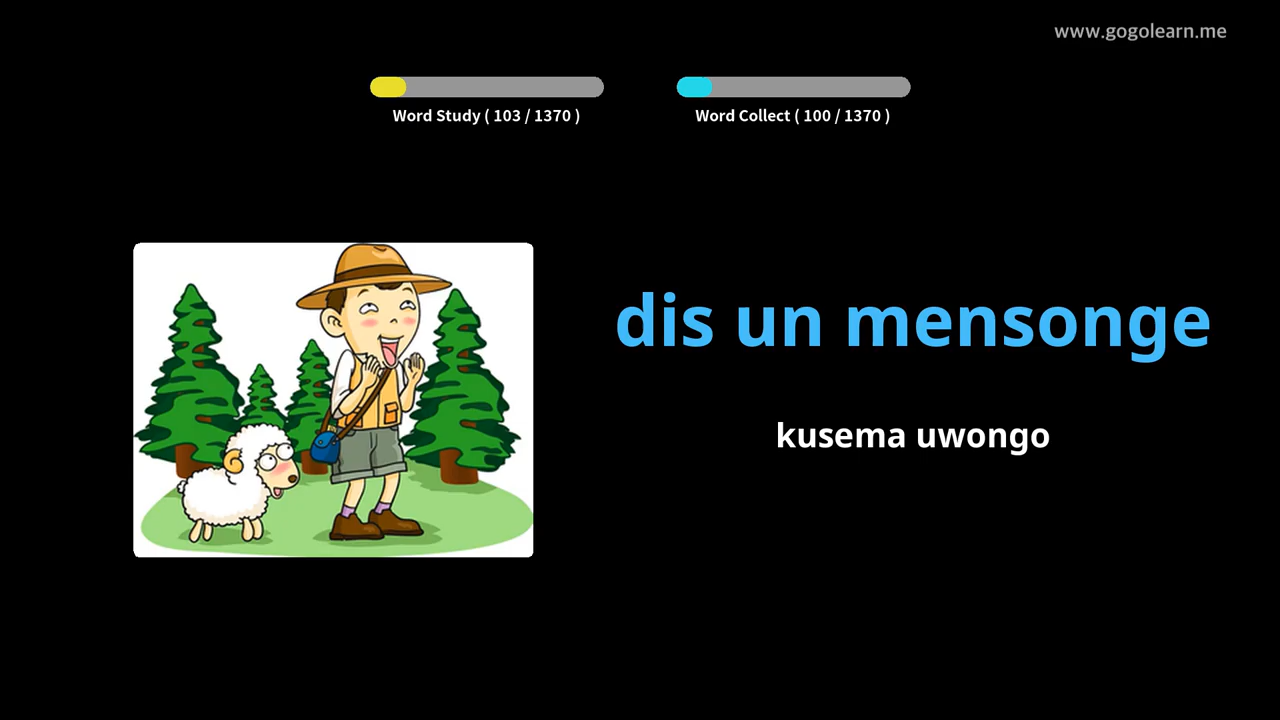 www.gogolearn.me
Word Study ( 103 / 1370 )
Word Collect ( 100 / 1370 )
dis un mensonge
kusema uwongo